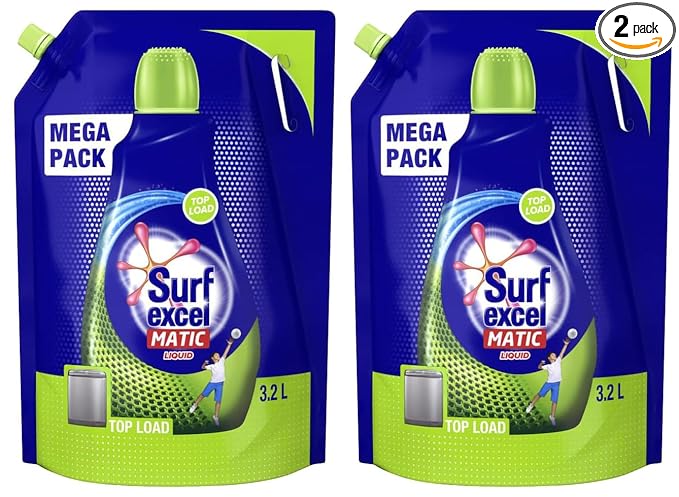 2
pack
MEGA
PACK
TOP
LOAD
Surf
excel
MATIC
LIQUID
3.2 L
TOP LOAD
MEGA
PACK
TOP
LOAD
Surf
excel
MATIC
LIQUID
3.2 L
TOP LOAD